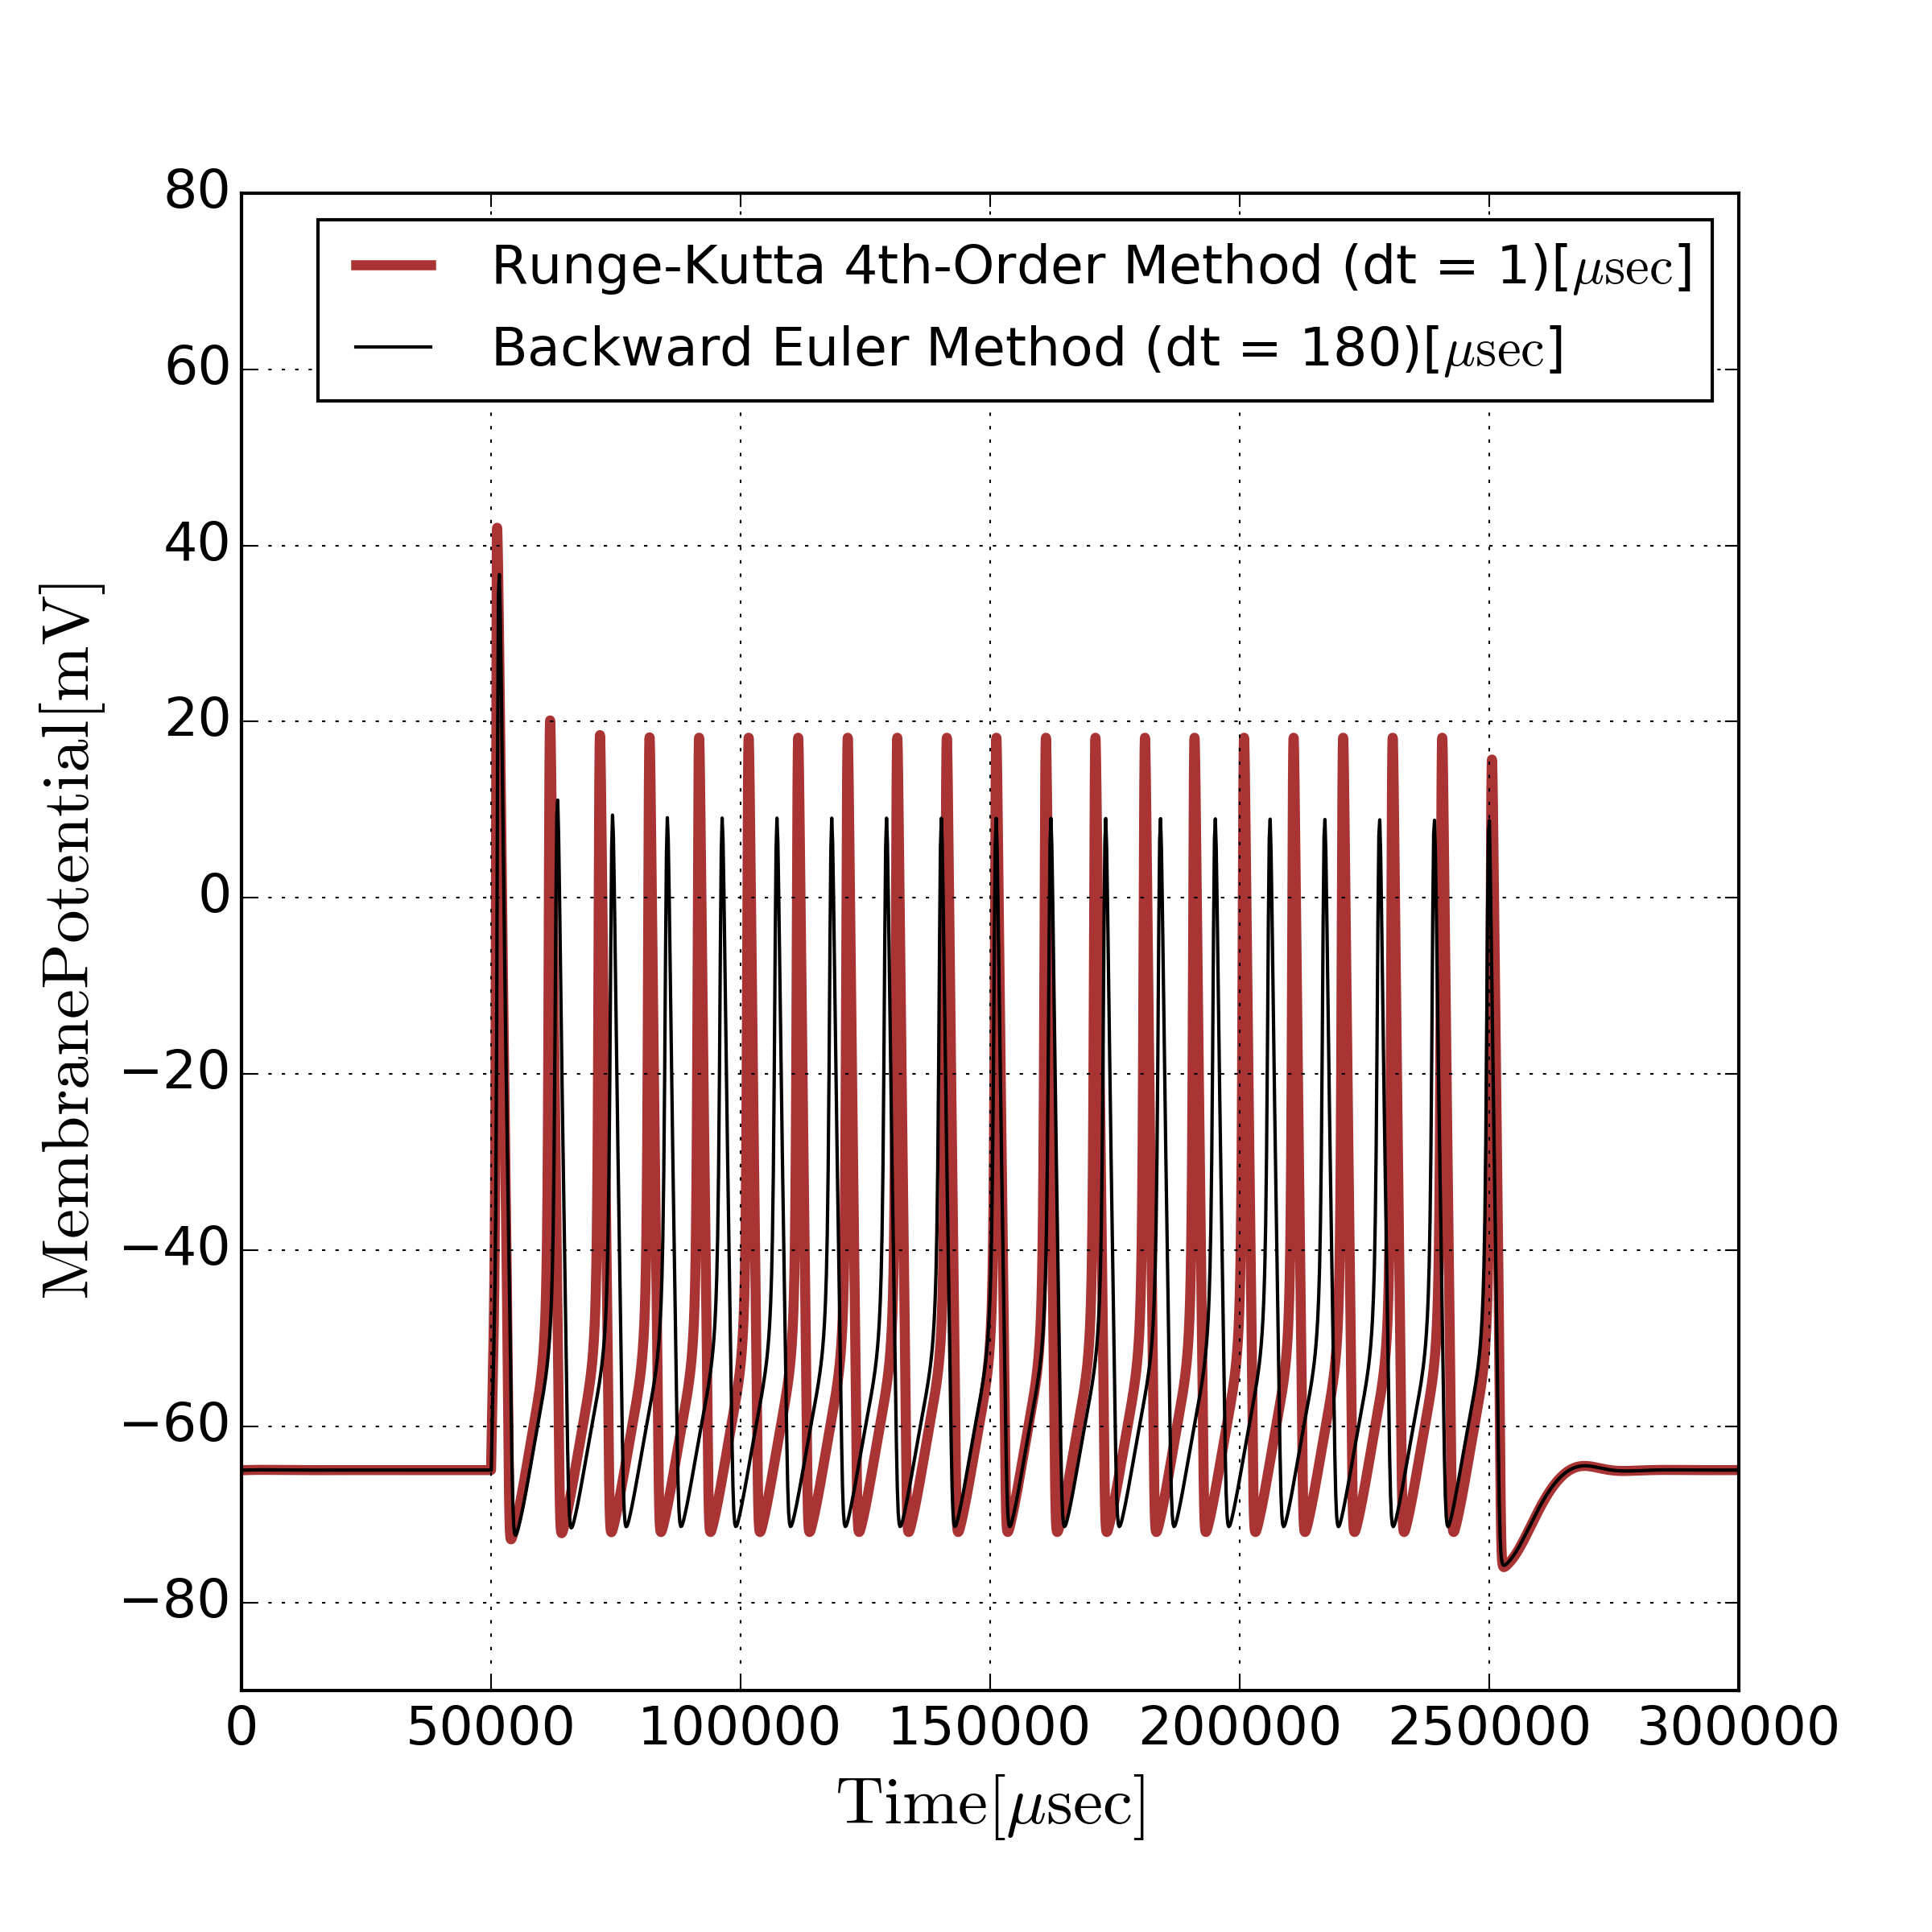 80
Runge-Kutta 4th-Order Method (dt = 1)[μsec]
Backward Euler Method (dt = 180)[μsec]
60
40
20
0
−20
−40
−60
−80
MembranePotential[mV]
0 50000 100000 150000 200000 250000 300000
Time[μsec]